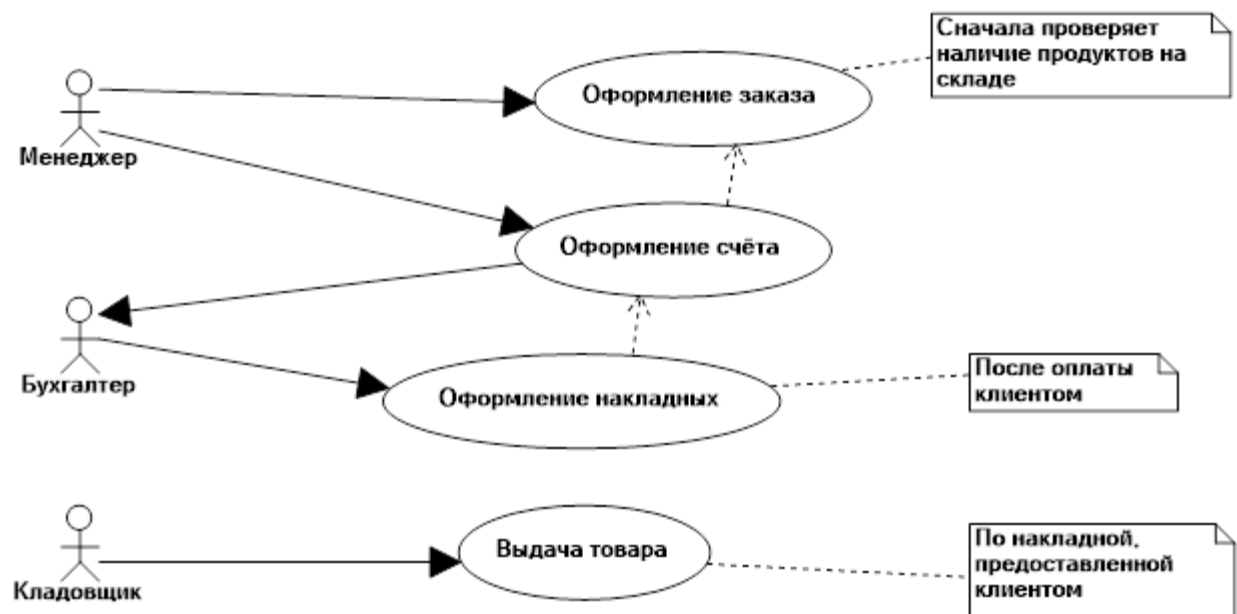 Сначала проверяет
наличие продуктов на
складе
Оформление заказа
Менеджер
Оформление счёта
Бухгалтер
Оформление накладных
После оплаты
клиентом
Кладовщик
Выдача товара
По накладной,
предоставленной
клиентом